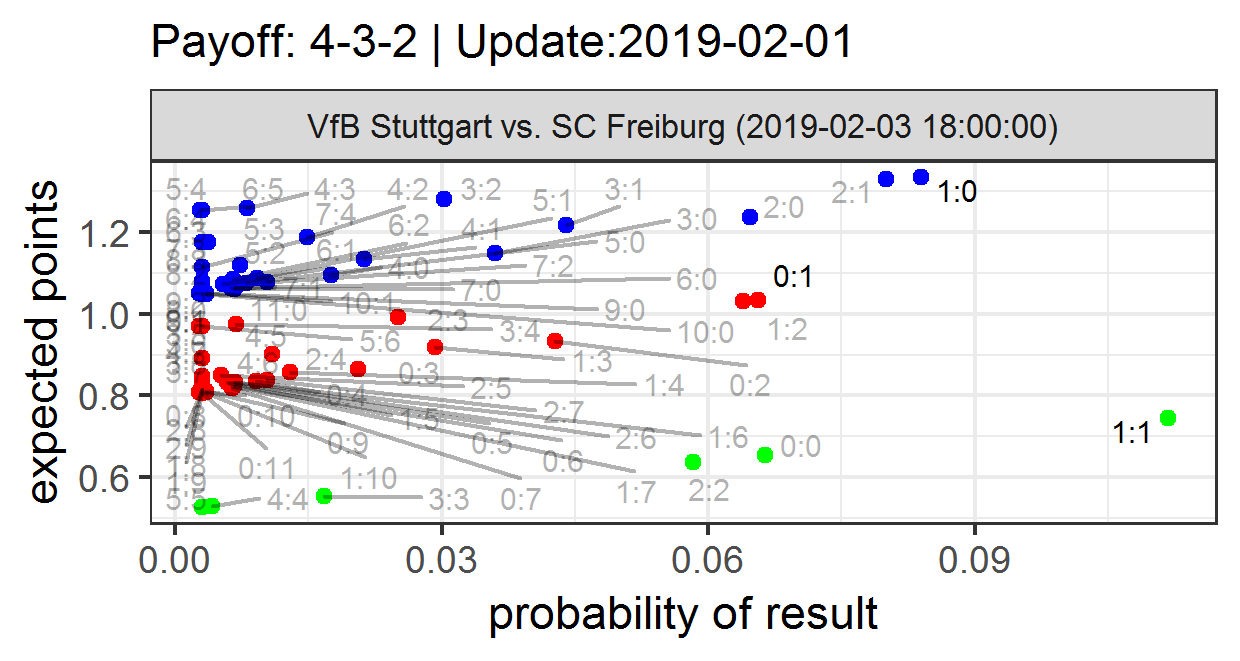 Payoff: 4-3-2 | Update:2019-02-01
VfB Stuttgart vs. SC Freiburg (2019-02-03 18:00:00)
expected points
1.2
1.0
0.8
0.6
5:4 6:5 4:3 4:2 3:2 5:1 3:1 2:1 1:0
5:3 7:4 6:2 4:1 3:0 2:0
5:2 6:1 4:0 7:2 5:0 6:0 0:1
7:1 10:1 7:0 9:0
11:0 2:3 3:4 10:0 1:2
4:5 5:6 1:3
4:6 2:4 0:3 2:5 1:4 0:2
0:4 2:7
0:10 1:5 0:5 2:6 1:6 0:0 1:1
0:9 0:6
0:11 1:10 0:7 1:7 2:2
5:5 4:4 3:3
0.00 0.03 0.06 0.09
probability of result